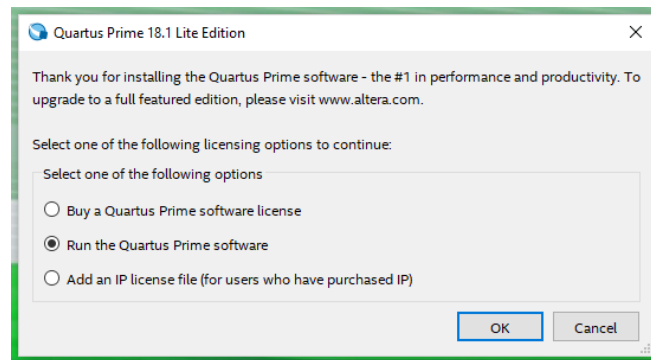 Quartus Prime 18.1 Lite Edition
Thank you for installing the Quartus Prime software - the #1 in performance and productivity. To
upgrade to a full featured edition, please visit www.altera.com.
Select one of the following licensing options to continue:
Select one of the following options
Buy a Quartus Prime software license
Run the Quartus Prime software
Add an IP license file (for users who have purchased IP)
OK Cancel